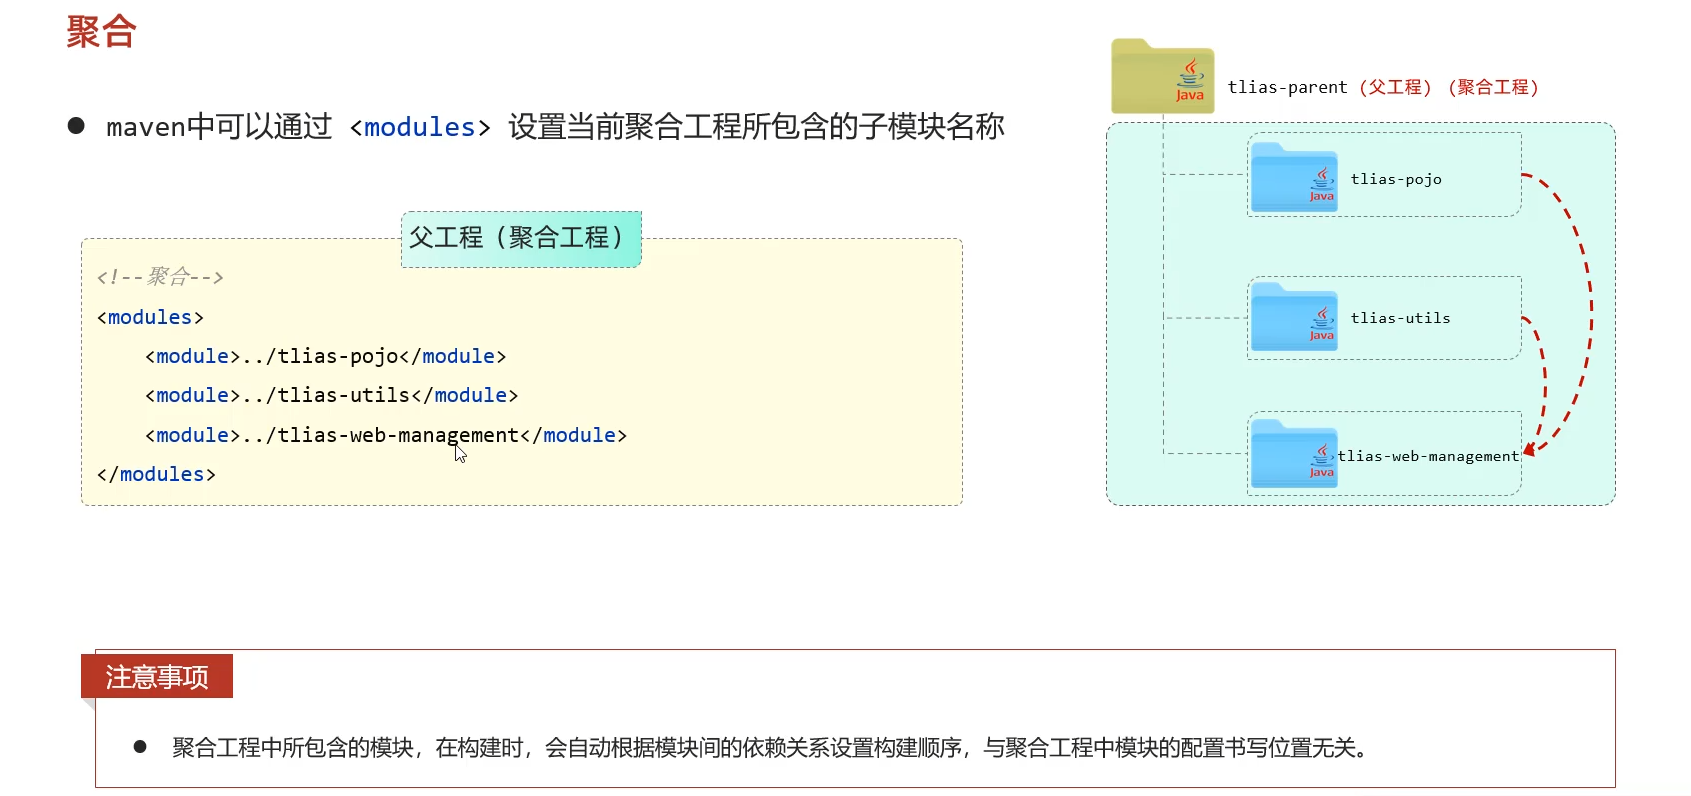 聚合
maven中可以通过 <modules> 设置当前聚合工程所包含的子模块名称
父工程（聚合工程）
<!--聚合-->
<modules>
    <module>../tlias-pojo</module>
    <module>../tlias-utils</module>
    <module>../tlias-web-management</module>
</modules>
Java
tlias-parent（父工程）（聚合工程）
Java
tlias-pojo
Java
tlias-utils
Java
tlias-web-management
注意事项
聚合工程中所包含的模块，在构建时，会自动根据模块间的依赖关系设置构建顺序，与聚合工程中模块的配置书写位置无关。